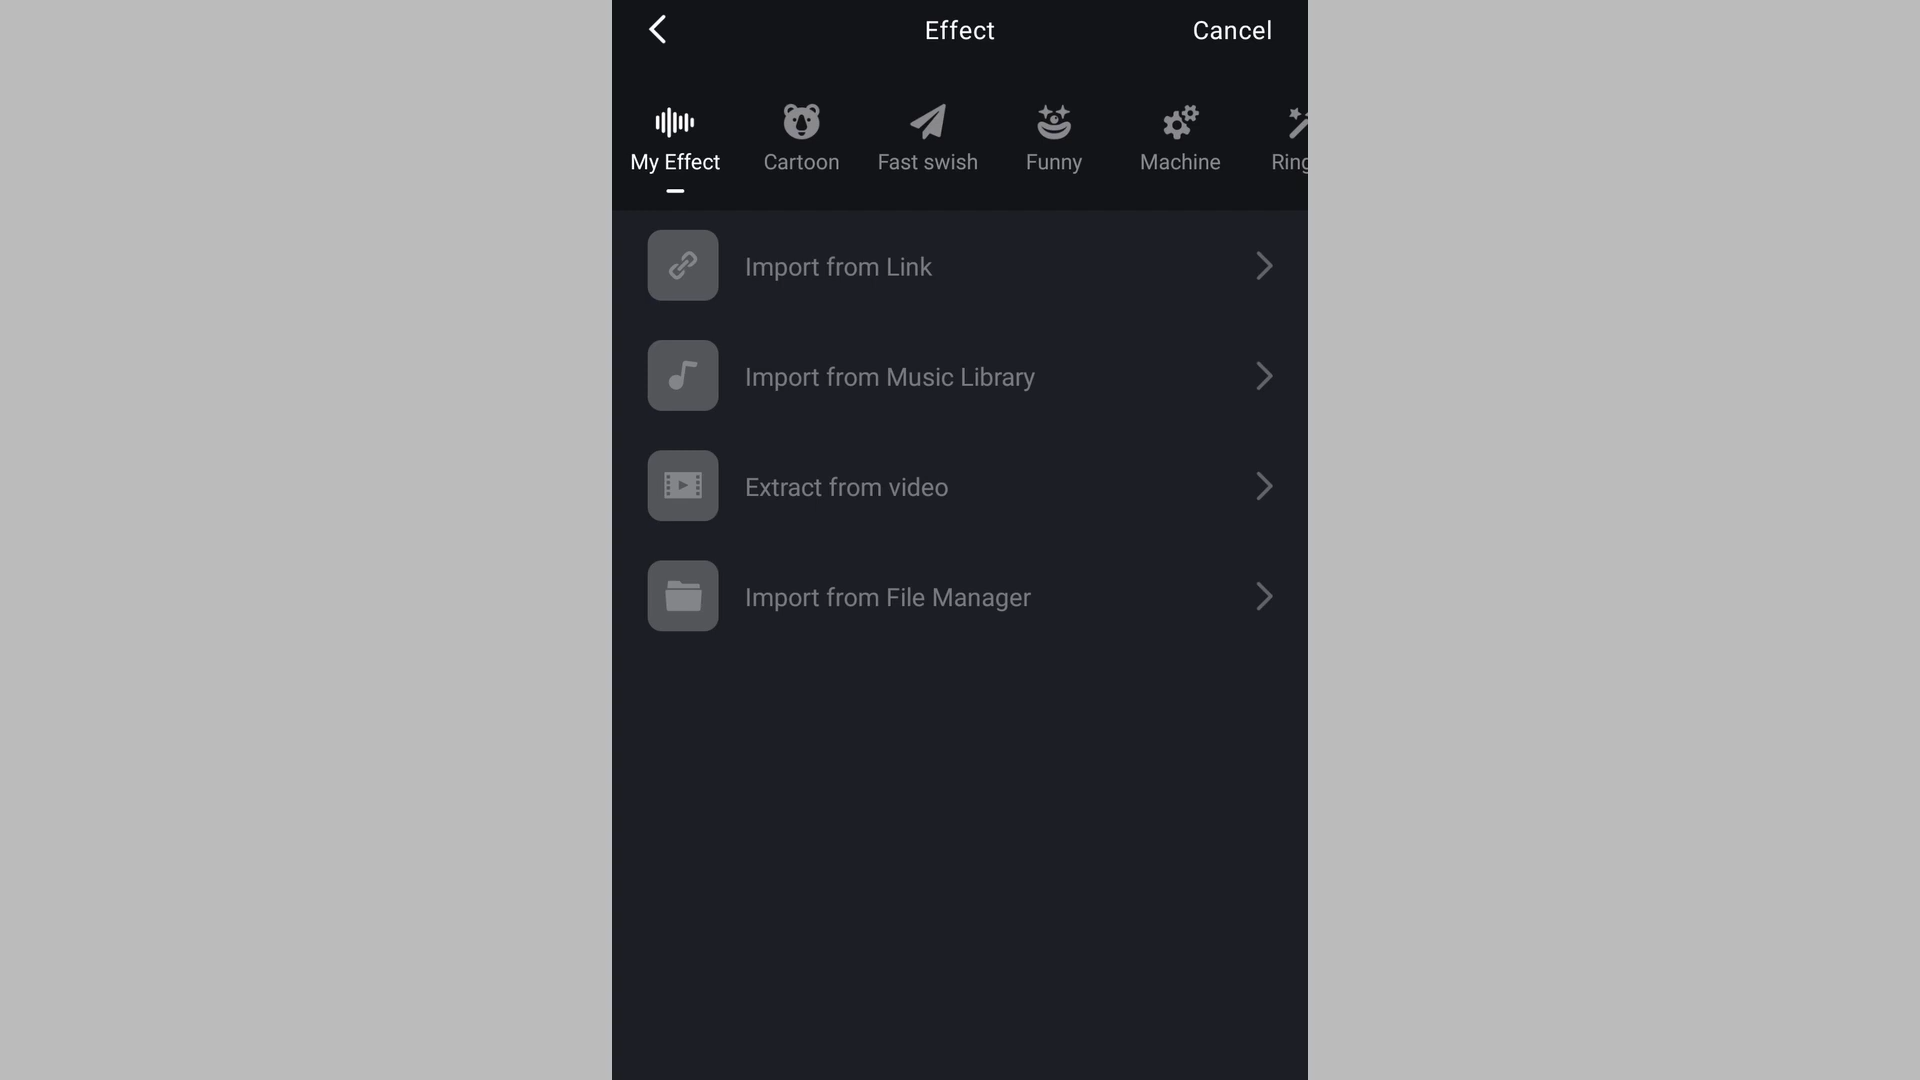 Effect
Cancel
My Effect
Cartoon
Fast swish
Funny
Machine
Ring
Import from Link
Import from Music Library
Extract from video
Import from File Manager